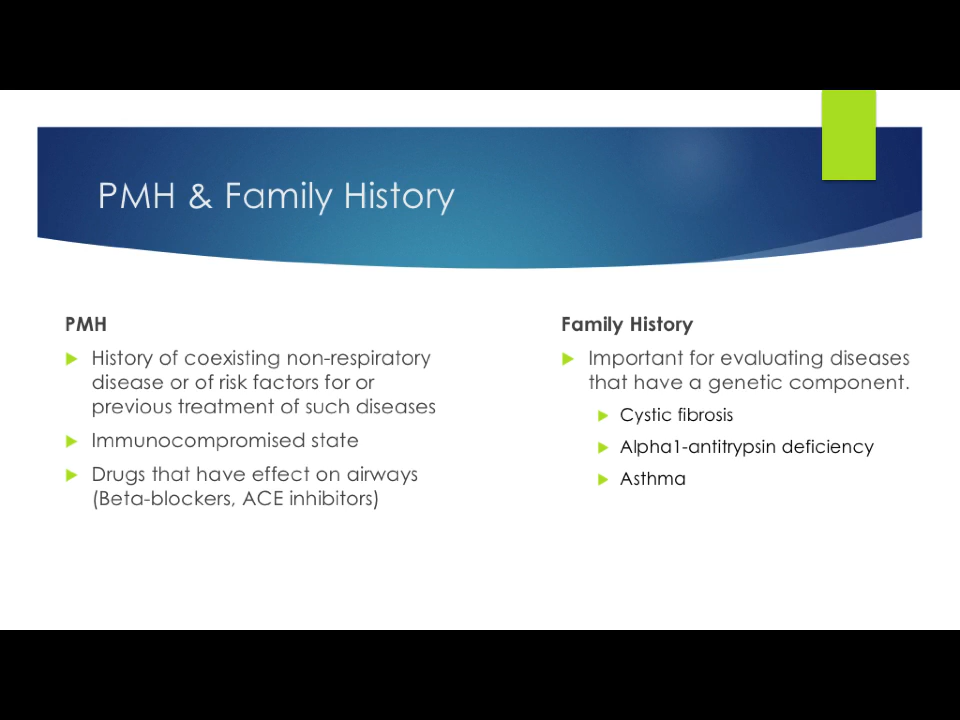 PMH & Family History
PMH
History of coexisting non-respiratory
disease or of risk factors for or
previous treatment of such diseases
Immunocompromised state
Drugs that have effect on airways
(Beta-blockers, ACE inhibitors)
Family History
Important for evaluating diseases
that have a genetic component.
Cystic fibrosis
Alpha1-antitrypsin deficiency
Asthma